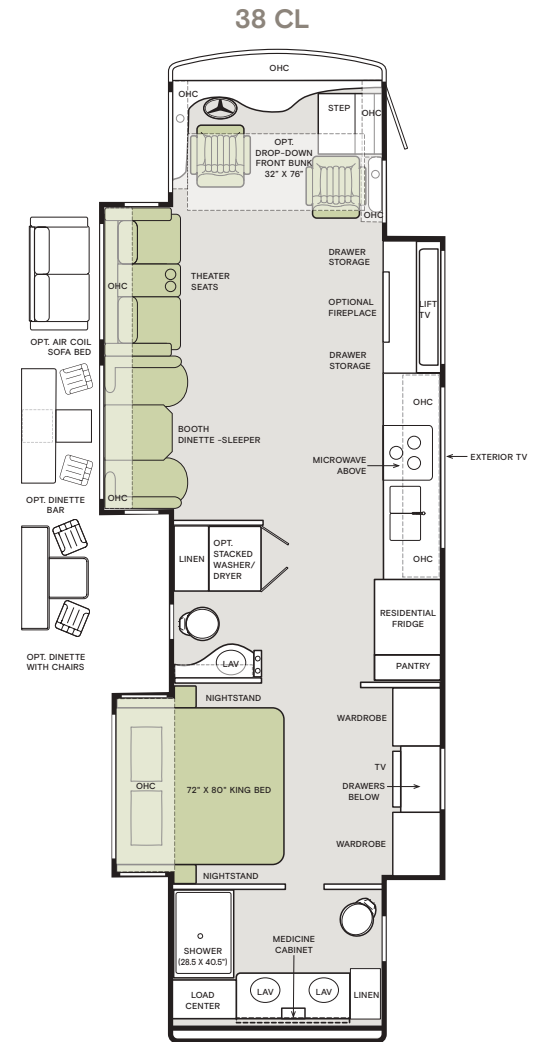 38 CL
OHC
OHC
STEP
OHC
OPT.
DROP-DOWN
FRONT BUNK
32" X 76"
OHC
DRAWER
STORAGE
THEATER
SEATS
OHC
OPTIONAL
FIREPLACE
LIFT
TV
OPT. AIR COIL
SOFA BED
DRAWER
STORAGE
OHC
BOOTH
DINETTE -SLEEPER
MICROWAVE
ABOVE
EXTERIOR TV
OPT. DINETTE
BAR
OHC
LINEN
OPT.
STACKED
WASHER/
DRYER
OHC
RESIDENTIAL
FRIDGE
OPT. DINETTE
WITH CHAIRS
LAV
PANTRY
NIGHTSTAND
WARDROBE
TV
OHC
72" X 80" KING BED
DRAWERS
BELOW
WARDROBE
NIGHTSTAND
MEDICINE
CABINET
SHOWER
(28.5 X 40.5")
LOAD
CENTER
LAV
LAV
LINEN